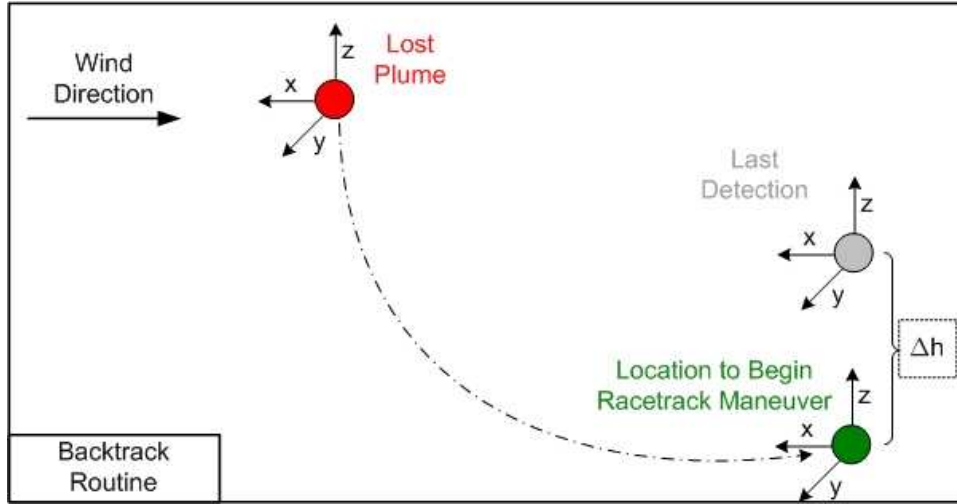 Wind
Direction
z
x
y
Lost
Plume
Last
Detection
z
x
y
Δh
Location to Begin
Racetrack Maneuver
z
x
y
Backtrack
Routine